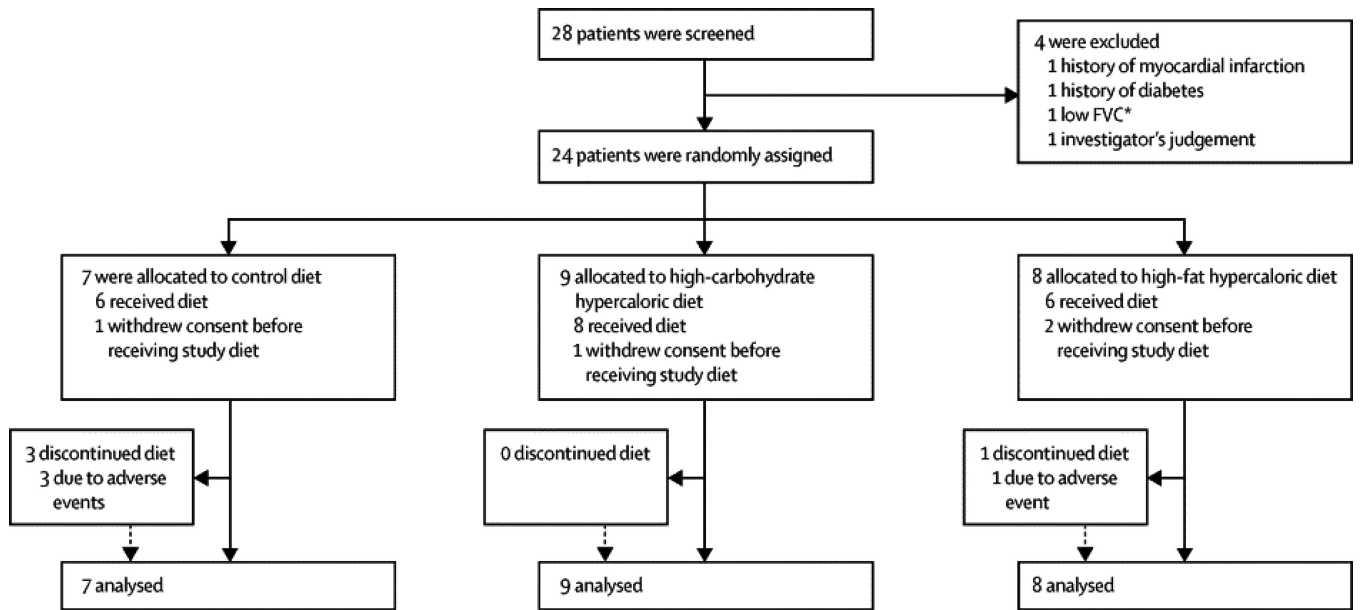 28 patients were screened
4 were excluded
1 history of myocardial infarction
1 history of diabetes
1 low FVC*
1 investigator's judgement
24 patients were randomly assigned
7 were allocated to control diet
6 received diet
1 withdrew consent before
receiving study diet
9 allocated to high-carbohydrate
hypercaloric diet
8 received diet
1 withdrew consent before
receiving study diet
8 allocated to high-fat hypercaloric diet
6 received diet
2 withdrew consent before
receiving study diet
3 discontinued diet
3 due to adverse
events
0 discontinued diet
1 discontinued diet
1 due to adverse
event
7 analysed
9 analysed
8 analysed